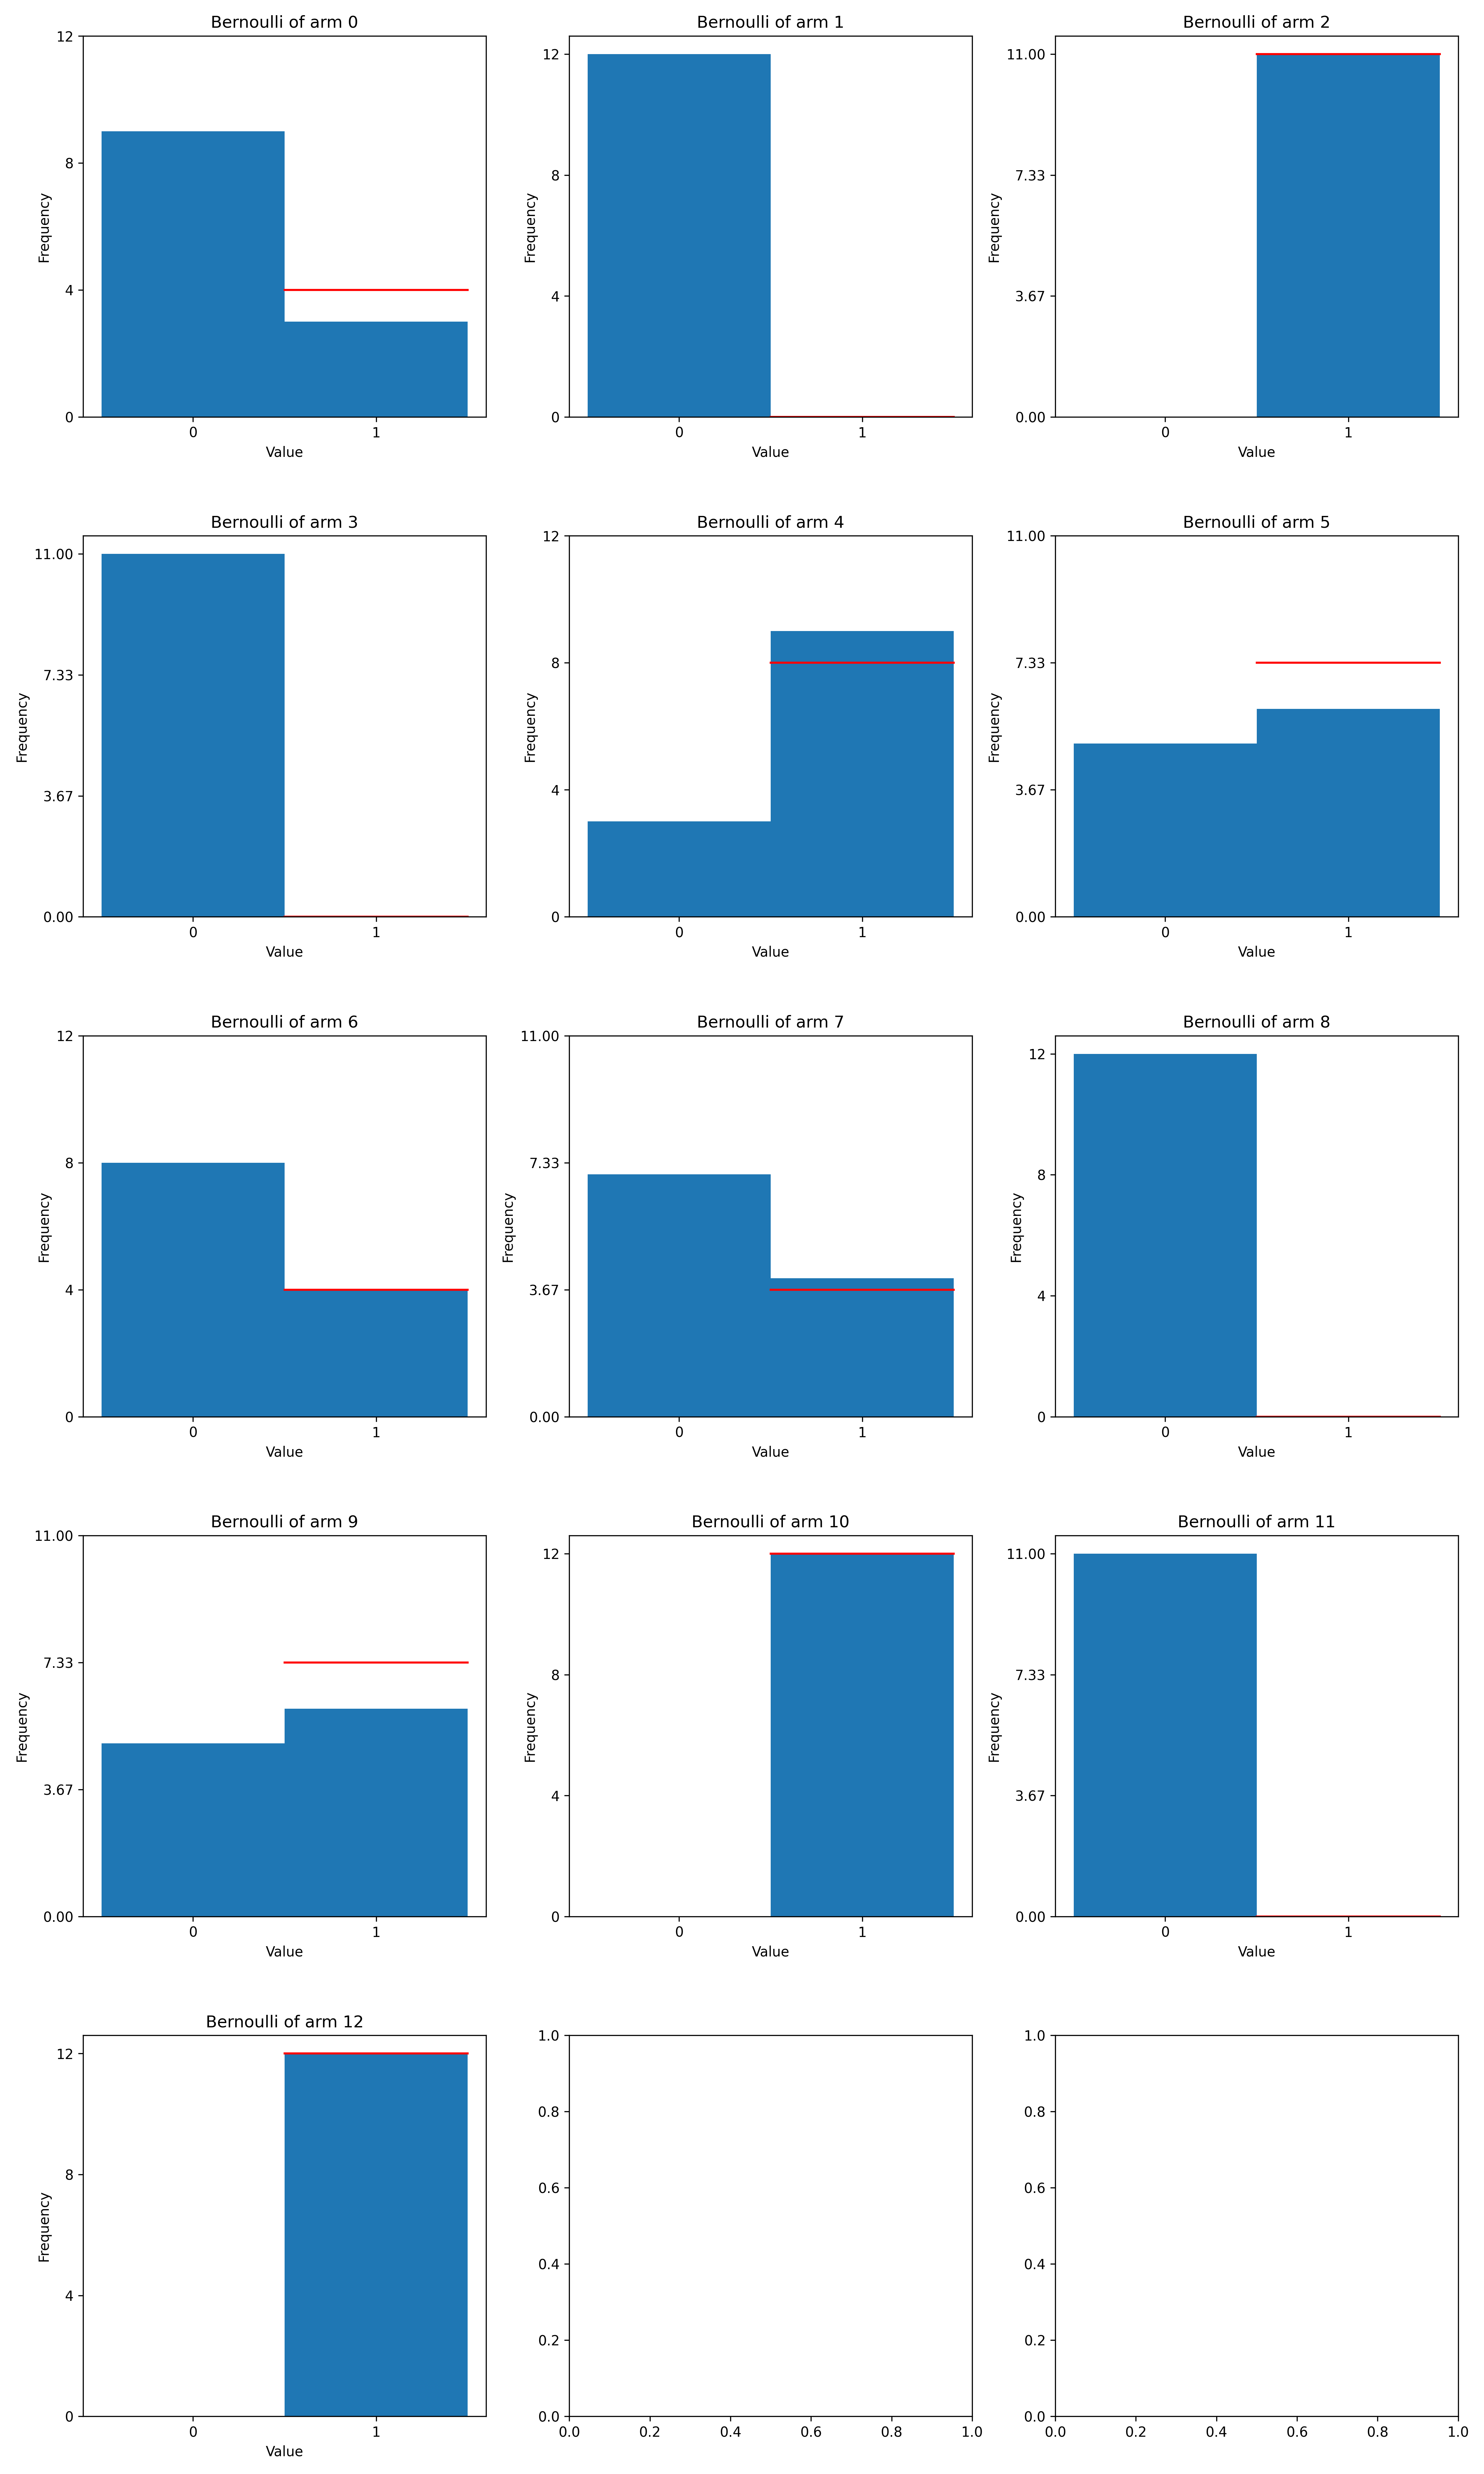 Bernoulli of arm 0
12
8
4
0
Frequency
0 1
Value
Bernoulli of arm 1
12
8
4
0
Frequency
0 1
Value
Bernoulli of arm 2
11.00
7.33
3.67
0.00
Frequency
0 1
Value
Bernoulli of arm 3
11.00
7.33
3.67
0.00
Frequency
0 1
Value
Bernoulli of arm 4
12
8
4
0
Frequency
0 1
Value
Bernoulli of arm 5
11.00
7.33
3.67
0.00
Frequency
0 1
Value
Bernoulli of arm 6
12
8
4
0
Frequency
0 1
Value
Bernoulli of arm 7
11.00
7.33
3.67
0.00
Frequency
0 1
Value
Bernoulli of arm 8
12
8
4
0
Frequency
0 1
Value
Bernoulli of arm 9
11.00
7.33
3.67
0.00
Frequency
0 1
Value
Bernoulli of arm 10
12
8
4
0
Frequency
0 1
Value
Bernoulli of arm 11
11.00
7.33
3.67
0.00
Frequency
0 1
Value
Bernoulli of arm 12
12
8
4
0
Frequency
0 1
Value
1.0
0.8
0.6
0.4
0.2
0.0
0.0 0.2 0.4 0.6 0.8 1.0
1.0
0.8
0.6
0.4
0.2
0.0
0.0 0.2 0.4 0.6 0.8 1.0